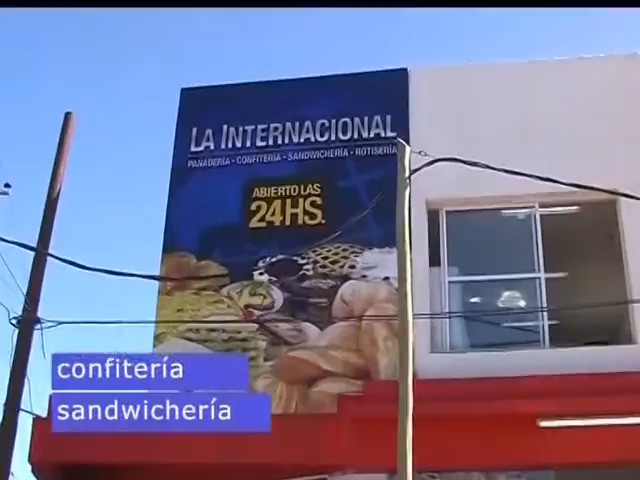 LA INTERNACIONAL
PANADERÍA • CONFITERÍA • SANDWICHERÍA • ROTISERÍA
ABIERTO LAS
24HS.
confitería
sandwichería